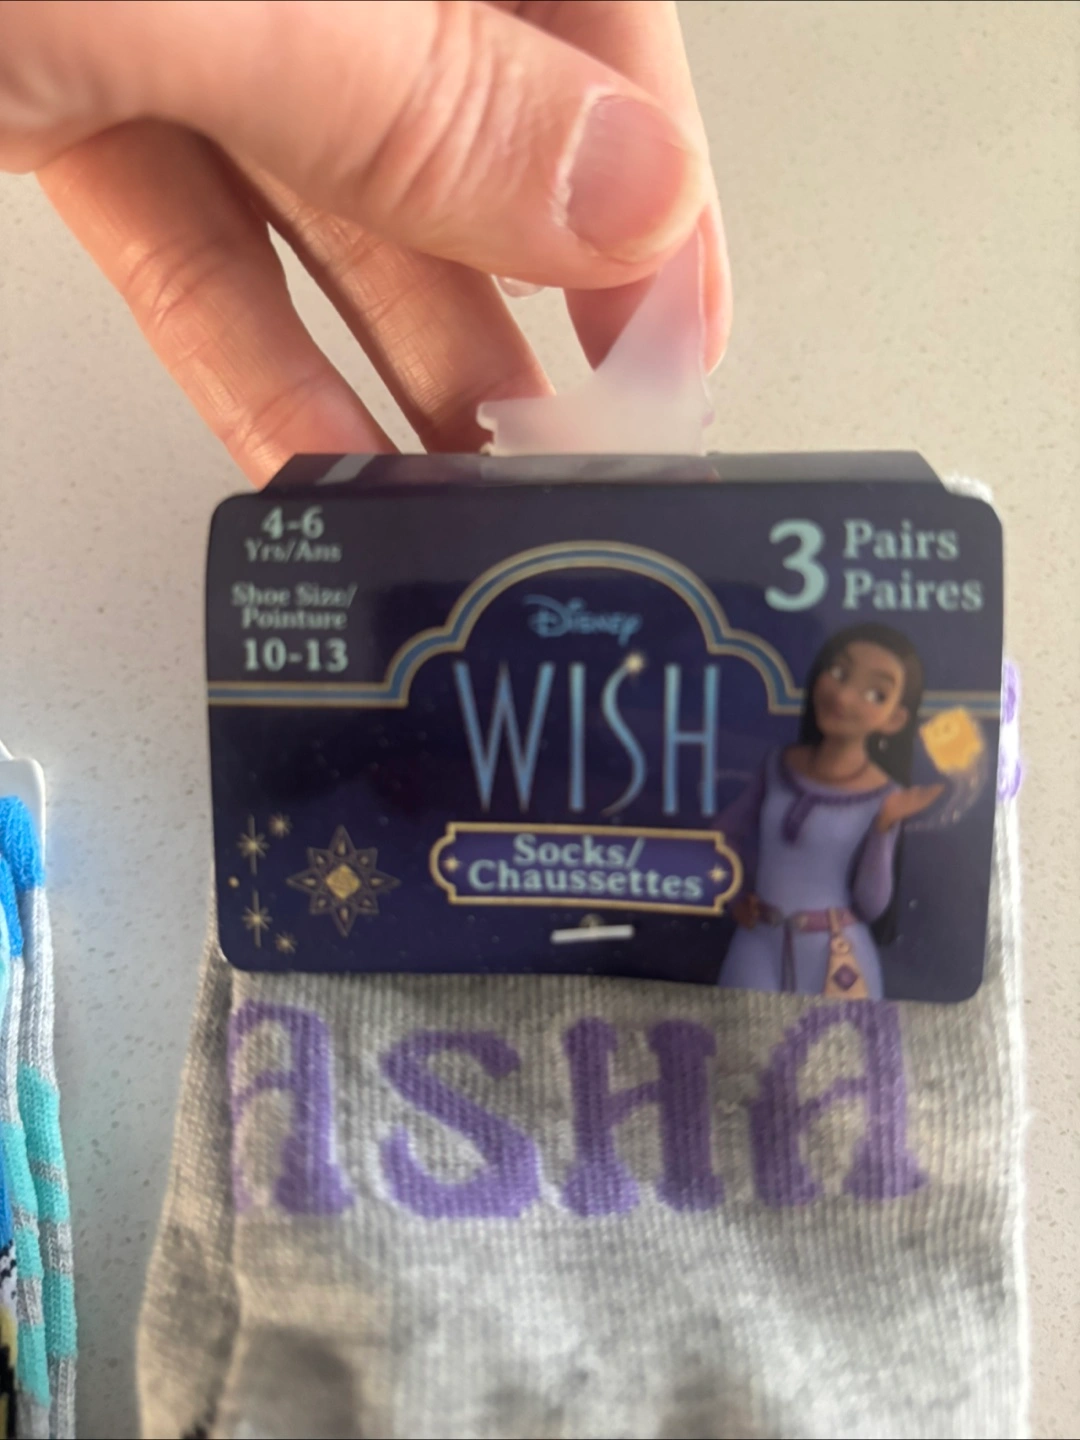 4-6
Yrs/Ans
Shoe Size/
Pointure
10-13
3 Pairs
Paires
Disney
WISH
Socks/
Chaussettes
ASHA